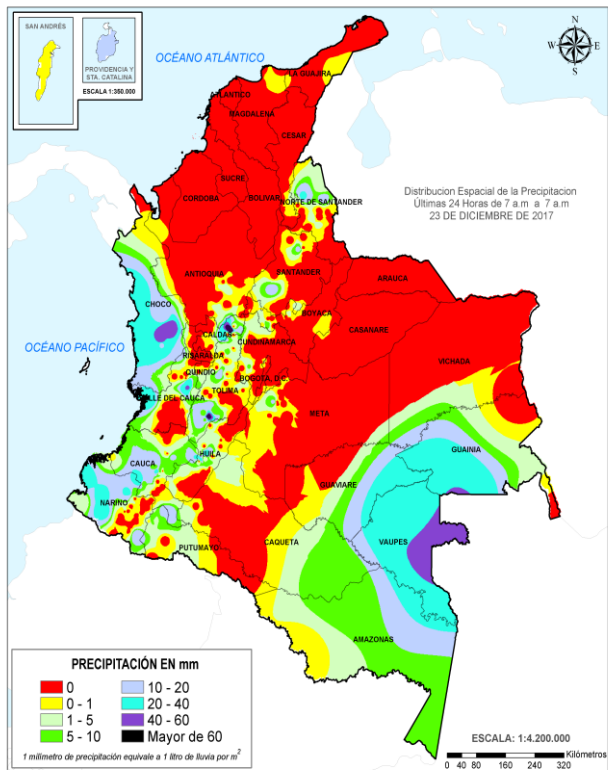 SAN ANDRÉS
PROVIDENCIA Y
STA. CATALINA
ESCALA 1:350.000
OCÉANO ATLÁNTICO
N
W E
S
LA GUAJIRA
ATLANTICO
MAGDALENA
CESAR
SUCRE
CORDOBA
BOLIVAR
NORTE DE SANTANDER
Distribucion Espacial de la Precipitacion
Últimas 24 Horas de 7 a.m a 7 a.m
23 DE DICIEMBRE DE 2017
ANTIOQUIA
SANTANDER
ARAUCA
CHOCO
BOYACA
CASANARE
OCÉANO PACÍFICO
CALDAS
CUNDINAMARCA
RISARALDA
VICHADA
QUINDIO
BOGOTA, D.C.
TOLIMA
VALLE DEL CAUCA
META
GUAINIA
HUILA
CAUCA
GUAVIARE
NARIÑO
VAUPES
PUTUMAYO
CAQUETA
AMAZONAS
PRECIPITACIÓN EN mm
0
0 - 1
1 - 5
5 - 10
10 - 20
20 - 40
40 - 60
Mayor de 60
1 milímetro de precipitación equivale a 1 litro de lluvia por m²
ESCALA: 1:4.200.000
Kilómetros
0 40 80 160 240 320